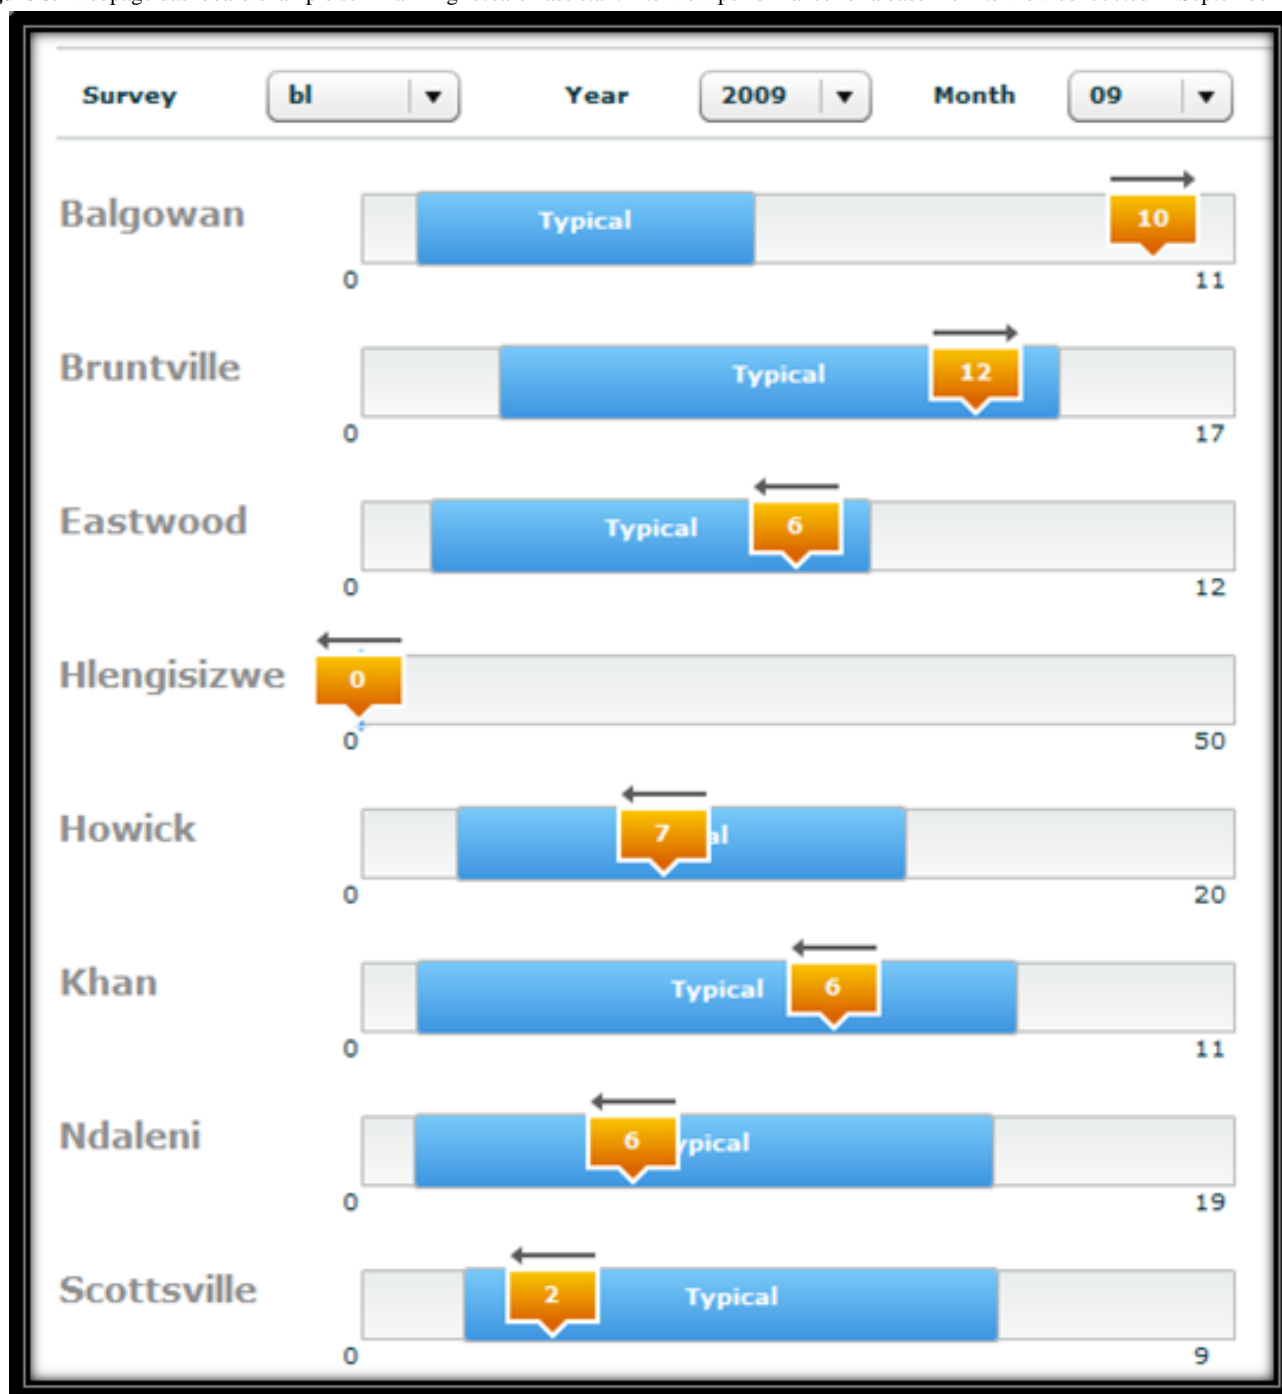 Survey bl Year 2009 Month 09
Balgowan Typical 10
0 11
Bruntville Typical 12
0 17
Eastwood Typical 6
0 12
Hlengisizwe 0
0 50
Howick 7 al
0 20
Khan Typical 6
0 11
Ndaleni 6 ypical
0 19
Scottsville 2 Typical
0 9